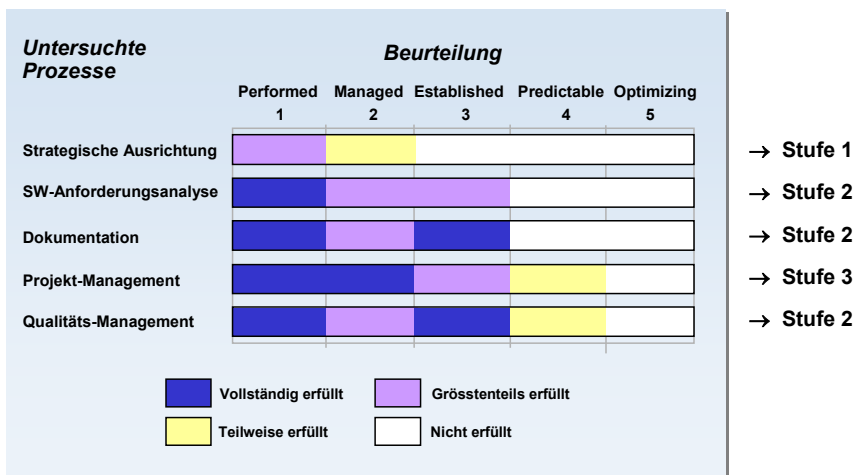 Untersuchte
Prozesse
Beurteilung
Performed Managed Established Predictable Optimizing
1 2 3 4 5
Strategische Ausrichtung → Stufe 1
SW-Anforderungsanalyse → Stufe 2
Dokumentation → Stufe 2
Projekt-Management → Stufe 3
Qualitäts-Management → Stufe 2
Vollständig erfüllt Grösstenteils erfüllt
Teilweise erfüllt Nicht erfüllt